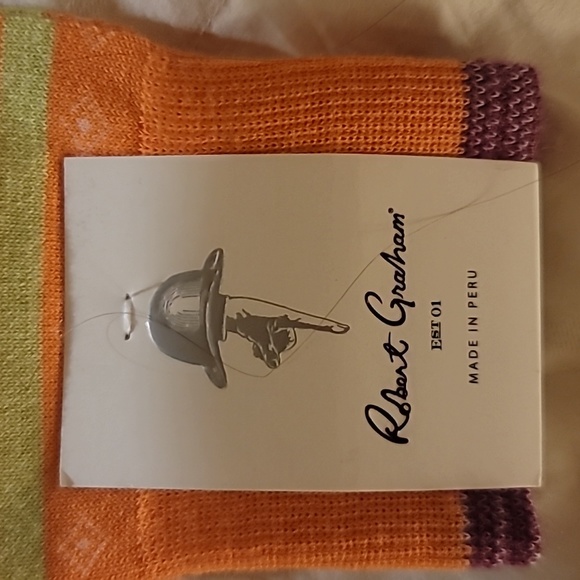 Robert Graham®
EST 01
MADE IN PERU